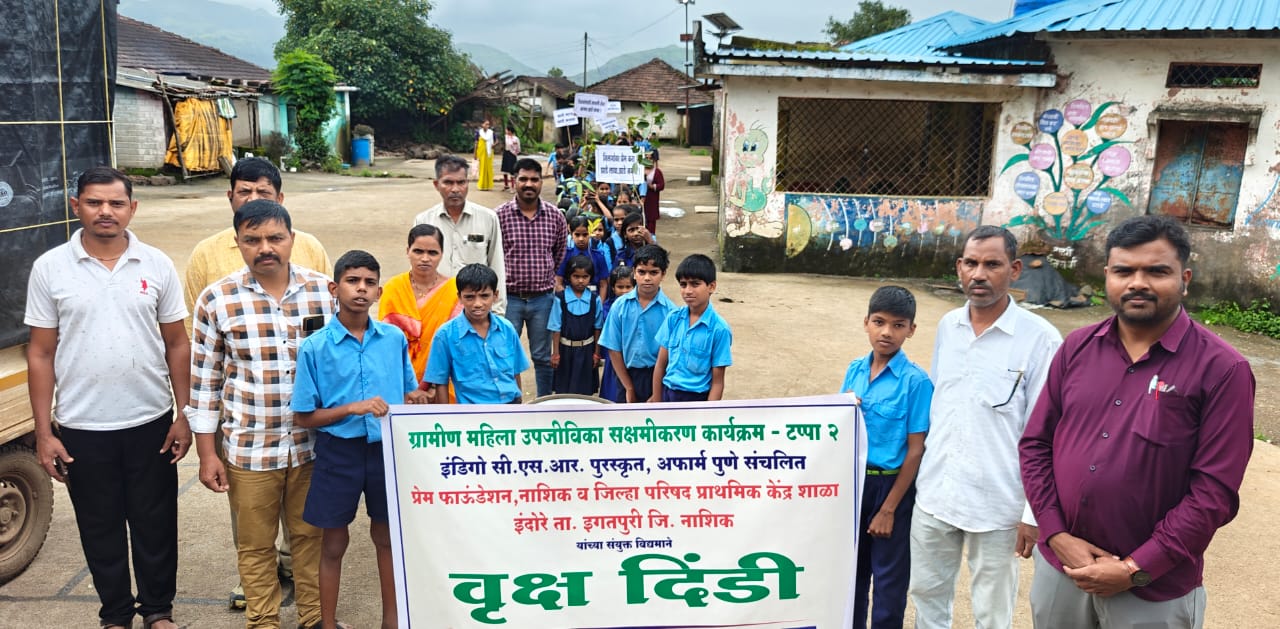 ग्रामीण महिला उपजीविका सक्षमीकरण कार्यक्रम - टप्पा २
इंडिगो सी.एस.आर. पुरस्कृत, अफार्म पुणे संचलित
प्रेम फाऊंडेशन,नाशिक व जिल्हा परिषद प्राथमिक केंद्र शाळा
इंदोरे ता. इगतपुरी जि. नाशिक
यांच्या संयुक्त विद्यमाने
वृक्ष दिंडी